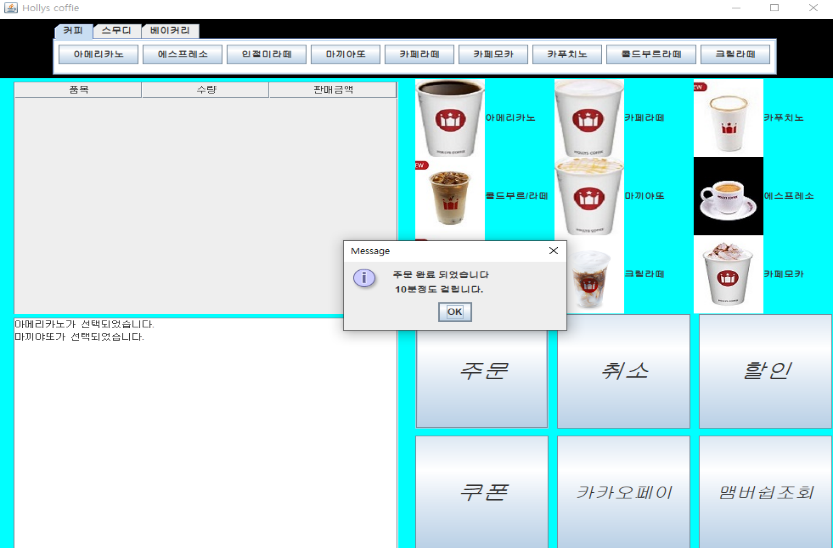 Hollys coffie
커피 스무디 베이커리
아메리카노 에스프레소 인절미라떼 마끼아또 카페라떼 카페모카 카푸치노 콜드부르라떼 크림라떼
품목 수량 판매금액
아메리카노 카페라떼 카푸치노
콜드부르/라떼 마끼아또 에스프레소
크림라떼 카페모카
Message
주문 완료 되었습니다
10분정도 걸립니다.
OK
아메리카노가 선택되었습니다.
마끼야또가 선택되었습니다.
주문 취소 할인
쿠폰 카카오페이 맴버쉽조회